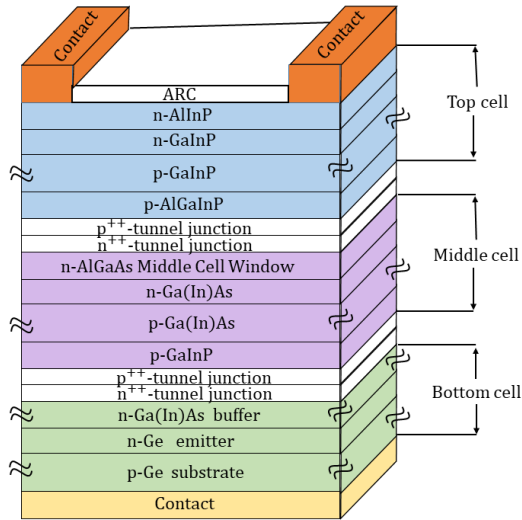 Contact
Contact
ARC
n-AlInP
n-GaInP
p-GaInP
p-AlGaInP
p++-tunnel junction
n++-tunnel junction
n-AlGaAs Middle Cell Window
n-Ga(In)As
p-Ga(In)As
p-GaInP
p++-tunnel junction
n++-tunnel junction
n-Ga(In)As buffer
n-Ge emitter
p-Ge substrate
Contact
Top cell
Middle cell
Bottom cell